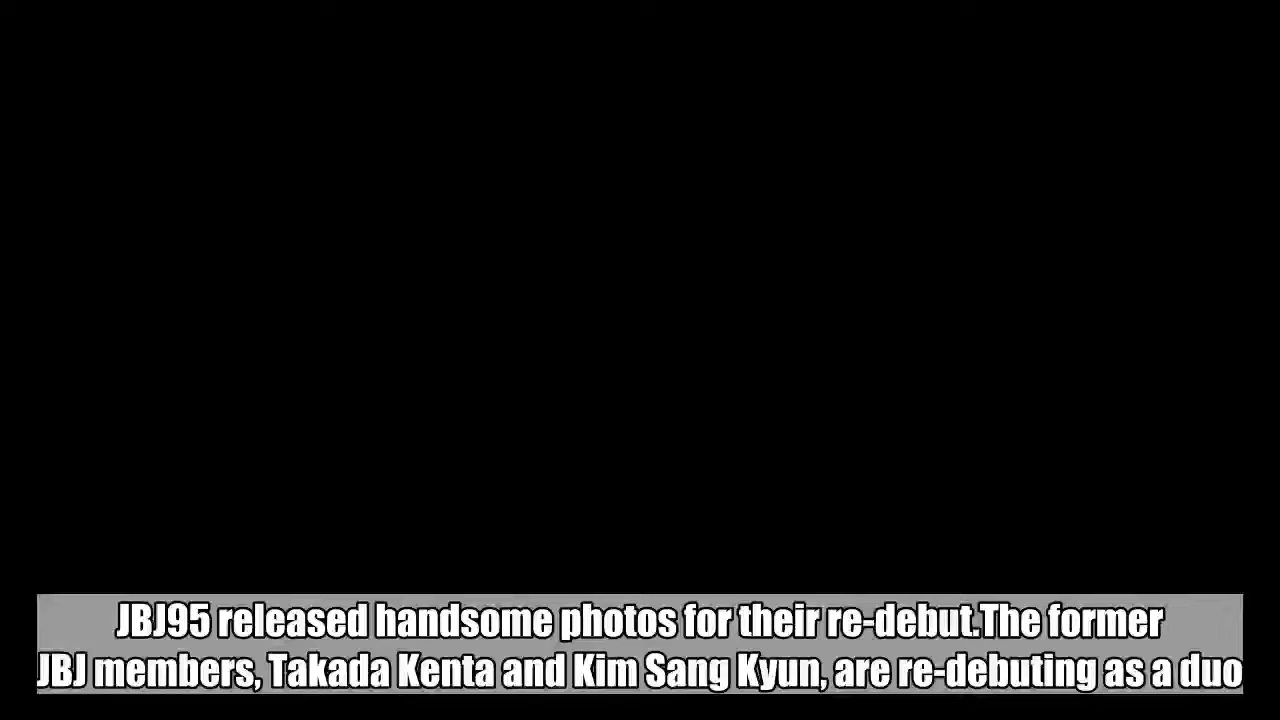 JBJ95 released handsome photos for their re-debut.The former
JBJ members, Takada Kenta and Kim Sang Kyun, are re-debuting as a duo